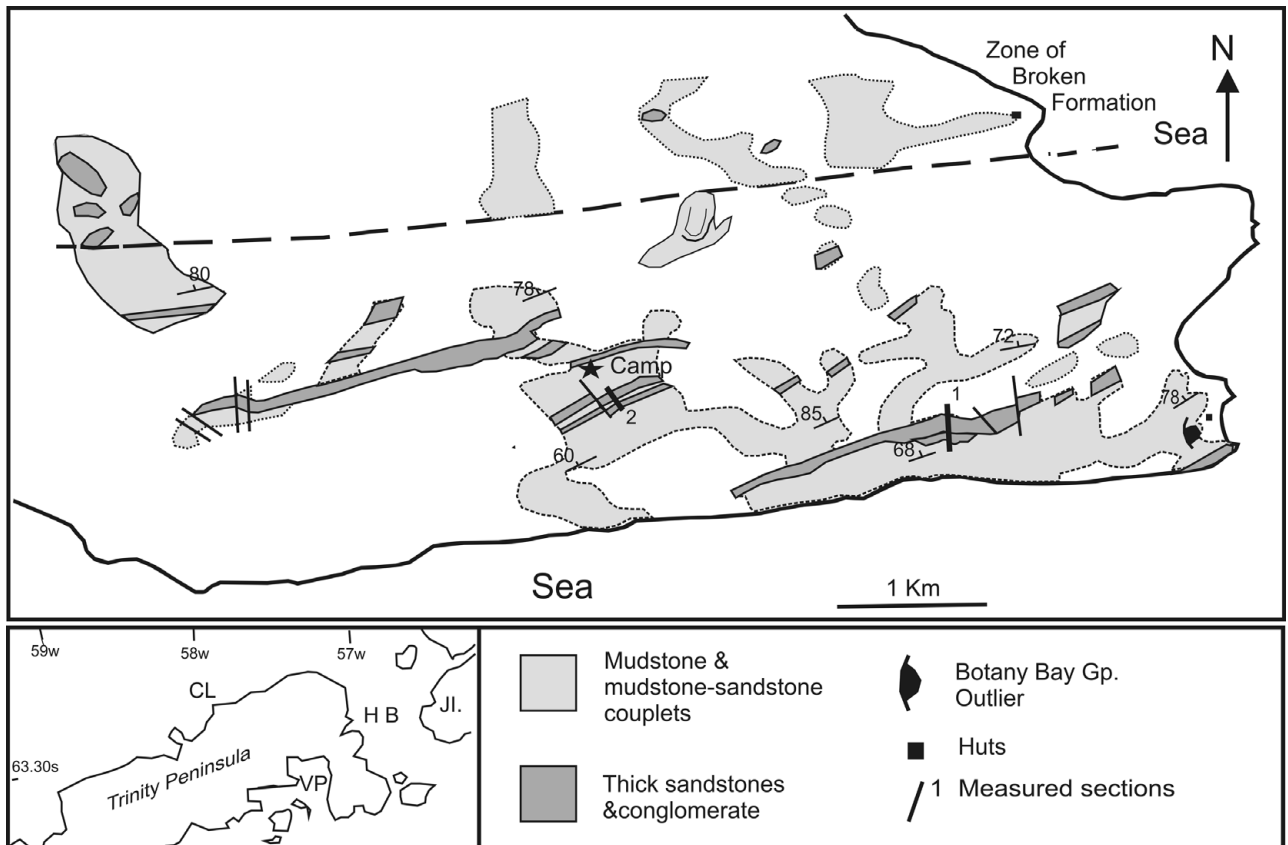 Zone of
Broken
Formation
N
Sea
80
78
72
Camp
1
2
85
78
60
68
Sea
1 Km
59w
58w
57w
CL
H B
JI.
63.30s
Trinity Peninsula
VP
Mudstone &
mudstone-sandstone
couplets
Thick sandstones
&conglomerate
Botany Bay Gp.
Outlier
Huts
1 Measured sections